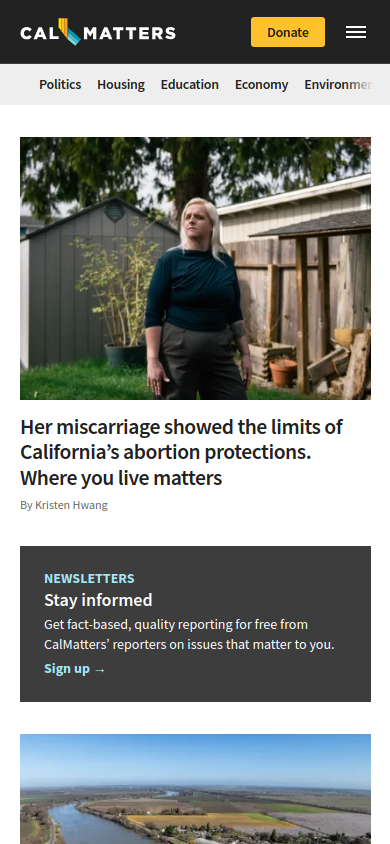 CAL MATTERS
Donate
Politics Housing Education Economy
Her miscarriage showed the limits of
California’s abortion protections.
Where you live matters
By Kristen Hwang
NEWSLETTERS
Stay informed
Get fact-based, quality reporting for free from
CalMatters’ reporters on issues that matter to you.
Sign up →